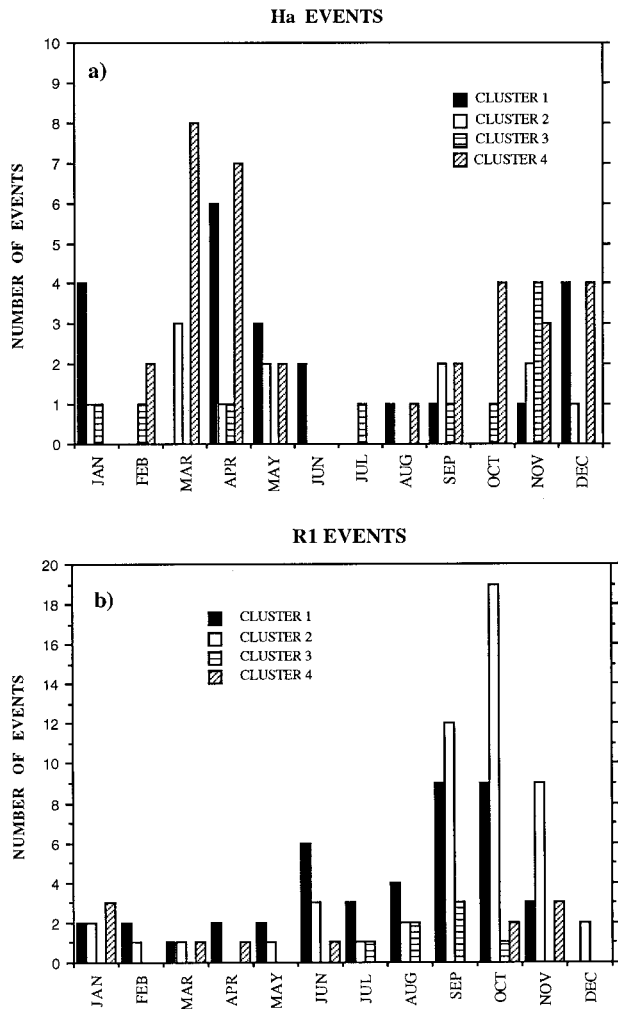 Ha EVENTS
a)
CLUSTER 1
CLUSTER 2
CLUSTER 3
CLUSTER 4
NUMBER OF EVENTS
10
9
8
7
6
5
4
3
2
1
0
JAN
FEB
MAR
APR
MAY
JUN
JUL
AUG
SEP
OCT
NOV
DEC
R1 EVENTS
b)
CLUSTER 1
CLUSTER 2
CLUSTER 3
CLUSTER 4
NUMBER OF EVENTS
20
18
16
14
12
10
8
6
4
2
0
JAN
FEB
MAR
APR
MAY
JUN
JUL
AUG
SEP
OCT
NOV
DEC